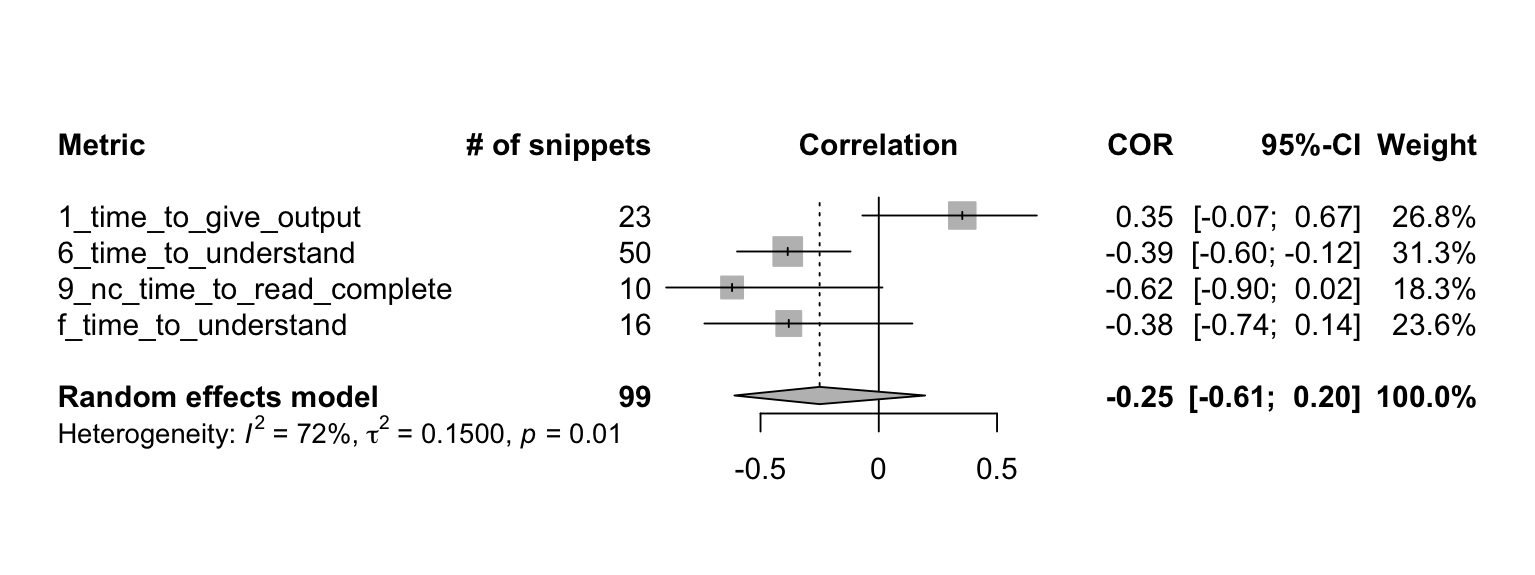 Metric # of snippets Correlation COR 95%-CI Weight
1_time_to_give_output 23 0.35 [-0.07; 0.67] 26.8%
6_time_to_understand 50 -0.39 [-0.60; -0.12] 31.3%
9_nc_time_to_read_complete 10 -0.62 [-0.90; 0.02] 18.3%
f_time_to_understand 16 -0.38 [-0.74; 0.14] 23.6%
Random effects model 99 -0.25 [-0.61; 0.20] 100.0%
Heterogeneity: I² = 72%, τ² = 0.1500, p = 0.01
-0.5 0 0.5